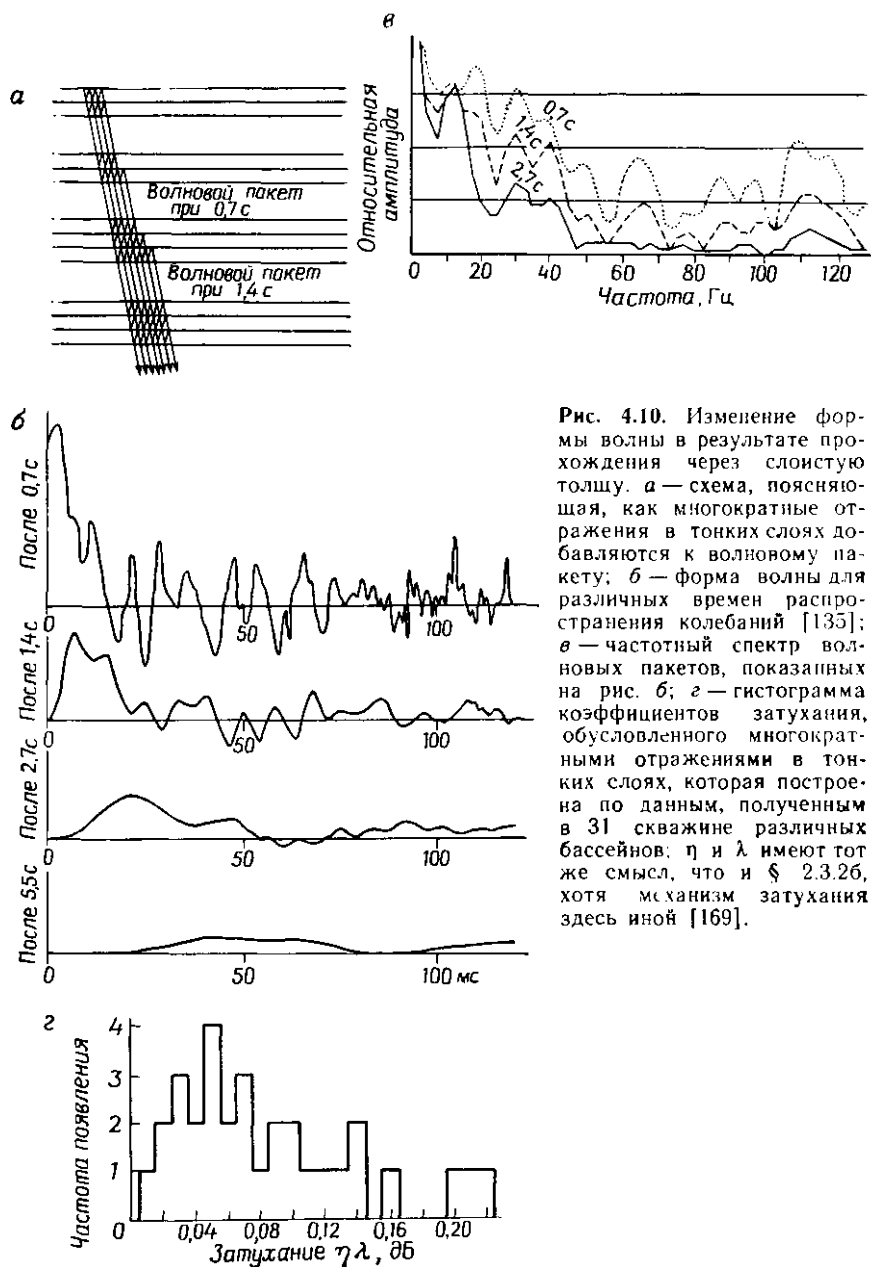 а
Волновой пакет
при 0,7с
Волновой пакет
при 1,4с
в
Относительная
амплитуда
0,7с
1,4с
2,7с
0 20 40 60 80 100 120
Частота, Гц
б
После 0,7с
0 50 100
После 1,4с
0 50 100
После 2,7с
0 50 100
После 5,5с
0 50 100 мс
Рис. 4.10. Изменение фор-
мы волны в результате про-
хождения через слоистую
толщу. а — схема, поясняю-
щая, как многократные от-
ражения в тонких слоях до-
бавляются к волновому па-
кету; б — форма волны для
различных времен распро-
странения колебаний [135];
в — частотный спектр вол-
новых пакетов, показанных
на рис. б; г — гистограмма
коэффициентов затухания,
обусловленного многократ-
ными отражениями в тон-
ких слоях, которая построе-
на по данным, полученным
в 31 скважине различных
бассейнов; η и λ имеют тот
же смысл, что и § 2.3.2б,
хотя механизм затухания
здесь иной [169].
г
Частота появления
4
3
2
1
0 0,04 0,08 0,12 0,16 0,20
Затухание ηλ, дБ